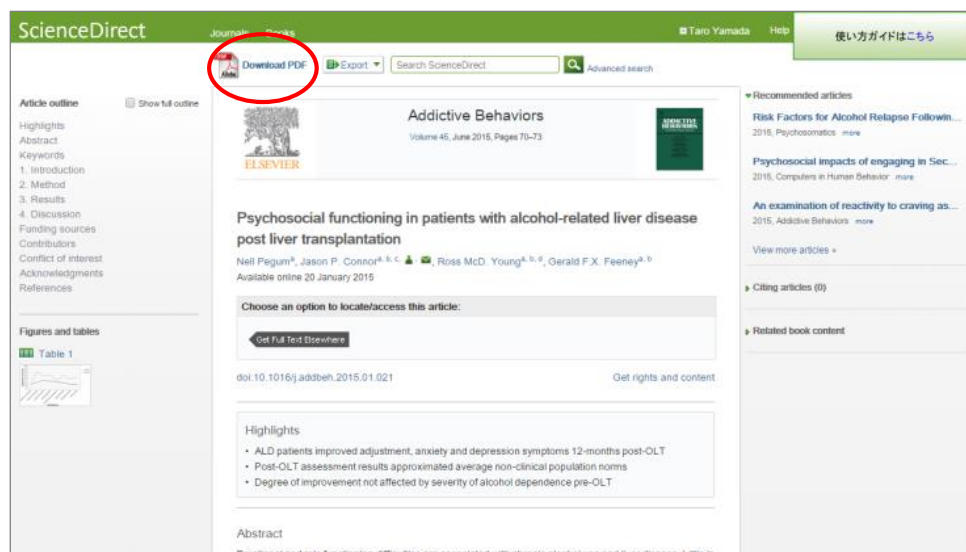 ScienceDirect
Journals Books
Taro Yamada Help
使い方ガイドはこちら
Download PDF Export Search ScienceDirect Advanced search
Article outline Show full outline
Highlights
Abstract
Keywords
1. Introduction
2. Method
3. Results
4. Discussion
Funding sources
Contributors
Conflict of interest
Acknowledgments
References
Figures and tables
Table 1
ELSEVIER
Addictive Behaviors
Volume 45, June 2015, Pages 70–73
ADDICTIVE
BEHAVIORS
Psychosocial functioning in patients with alcohol-related liver disease
post liver transplantation
Nell Peguma, Jason P. Connora, b, c, Ross McD. Younga, b, d, Gerald F.X. Feeneya, b
Available online 20 January 2015
Choose an option to locate/access this article:
Get Full Text Elsewhere
doi:10.1016/j.addbeh.2015.01.021
Get rights and content
Highlights
• ALD patients improved adjustment, anxiety and depression symptoms 12-months post-OLT
• Post-OLT assessment results approximated average non-clinical population norms
• Degree of improvement not affected by severity of alcohol dependence pre-OLT
Abstract
Recommended articles
Risk Factors for Alcohol Relapse Followin...
2015, Psychosomatics more
Psychosocial impacts of engaging in Sec...
2015, Computers in Human Behavior more
An examination of reactivity to craving as...
2015, Addictive Behaviors more
View more articles »
Citing articles (0)
Related book content